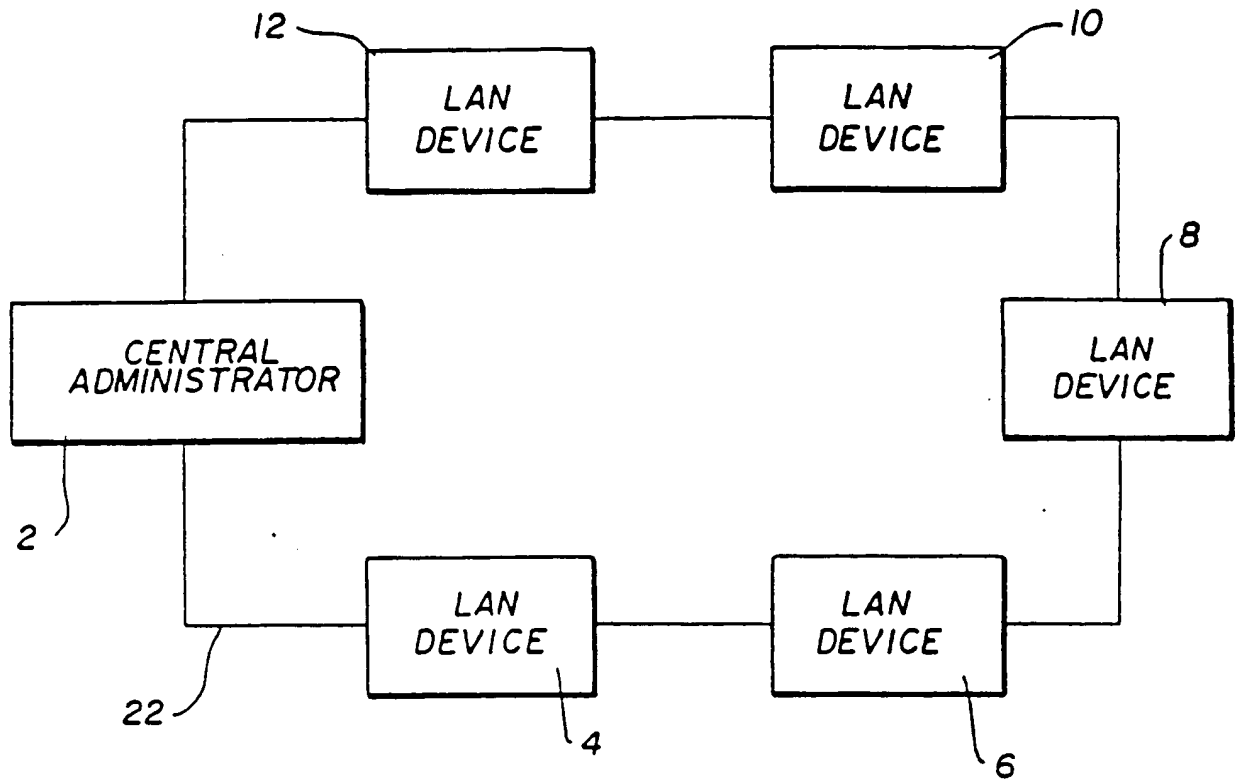 12
10
LAN
DEVICE
LAN
DEVICE
8
CENTRAL
ADMINISTRATOR
LAN
DEVICE
2
LAN
DEVICE
LAN
DEVICE
22
4
6